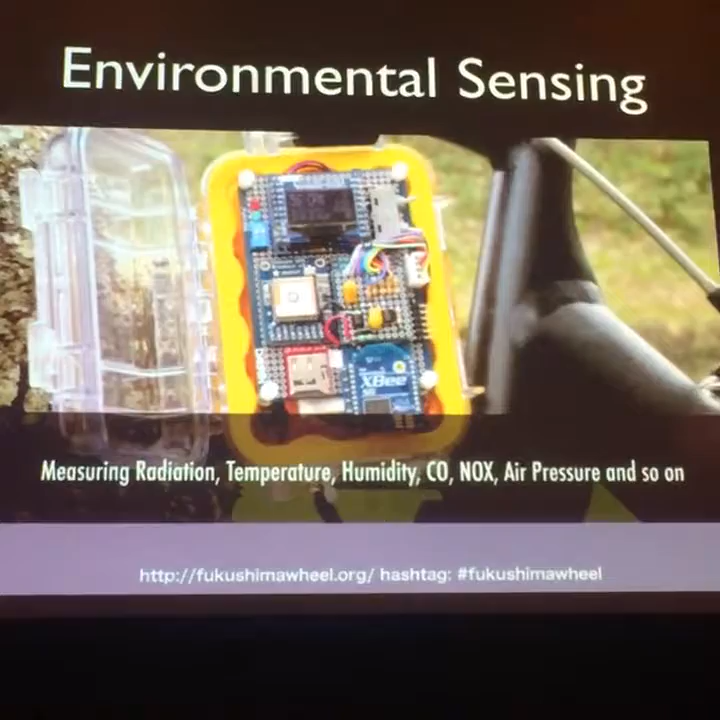 Environmental Sensing
XBee
Measuring Radiation, Temperature, Humidity, CO, NOX, Air Pressure and so on
http://fukushimawheel.org/ hashtag: #fukushimawheel